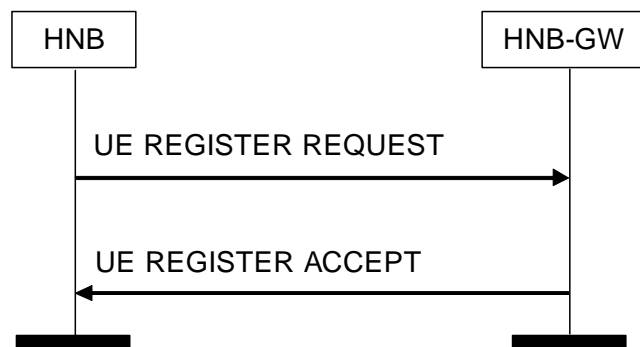 HNB
HNB-GW
UE REGISTER REQUEST
UE REGISTER ACCEPT